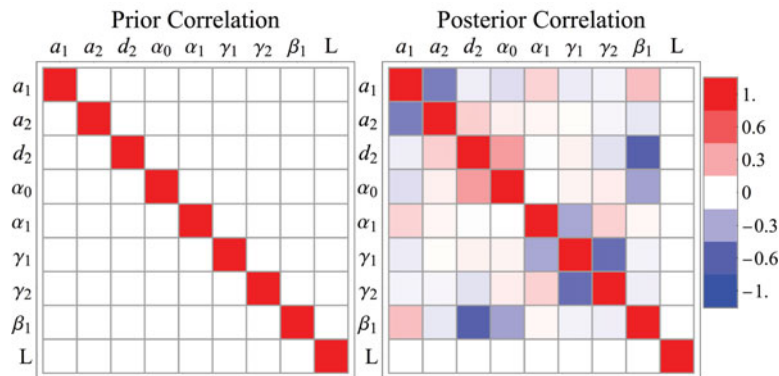 Prior Correlation
a₁ a₂ d₂ α₀ α₁ γ₁ γ₂ β₁ L
a₁
a₂
d₂
α₀
α₁
γ₁
γ₂
β₁
L
Posterior Correlation
a₁ a₂ d₂ α₀ α₁ γ₁ γ₂ β₁ L
a₁
a₂
d₂
α₀
α₁
γ₁
γ₂
β₁
L
1.
0.6
0.3
0
−0.3
−0.6
−1.